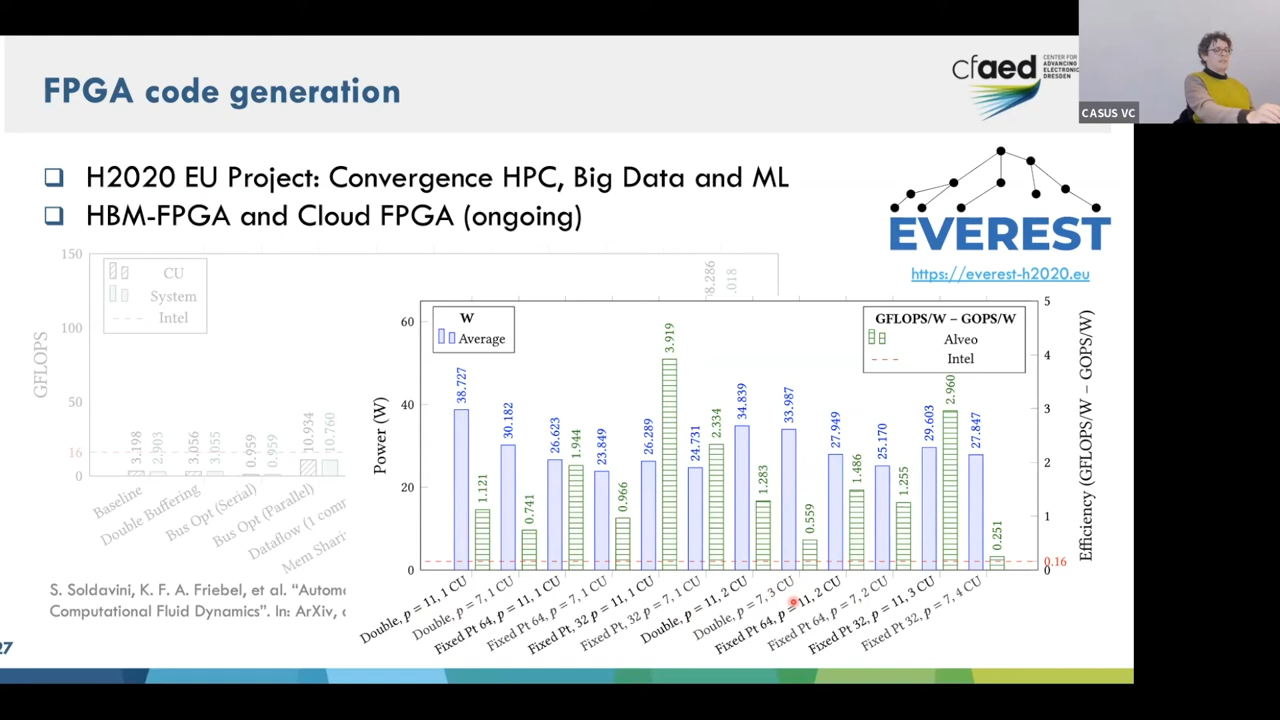 FPGA code generation
cfaed
CENTER FOR
ADVANCING
ELECTRONIC
DRESDEN
CASUS VC
H2020 EU Project: Convergence HPC, Big Data and ML
HBM-FPGA and Cloud FPGA (ongoing)
EVEREST
https://everest-h2020.eu
GFLOPS
150
100
50
16
0
CU
System
Intel
3.198
2.903
3.056
3.055
0.959
0.959
10.934
10.760
.018
Baseline
Double Buffering
Bus Opt (Serial)
Bus Opt (Parallel)
Dataflow (1 com
Mem Shari
Power (W)
60
40
20
0
W
Average
GFLOPS/W – GOPS/W
Alveo
Intel
38.727
1.121
30.182
0.741
26.623
1.944
23.849
0.966
26.289
3.919
24.731
2.334
34.839
1.283
33.987
0.559
27.949
1.486
25.170
1.255
29.603
2.960
27.847
0.251
5
4
3
2
1
0.16
0
Efficiency (GFLOPS/W – GOPS/W)
Double, p = 11, 1 CU
Double, p = 7, 1 CU
Fixed Pt 64, p = 11, 1 CU
Fixed Pt 64, p = 7, 1 CU
Fixed Pt, 32 p = 11, 1 CU
Fixed Pt, 32 p = 7, 1 CU
Double, p = 11, 2 CU
Double, p = 7, 3 CU
Fixed Pt 64, p = 11, 2 CU
Fixed Pt 64, p = 7, 2 CU
Fixed Pt 32, p = 11, 3 CU
Fixed Pt 32, p = 7, 4 CU
S. Soldavini, K. F. A. Friebel, et al. “Autom
Computational Fluid Dynamics”. In: ArXiv,
27